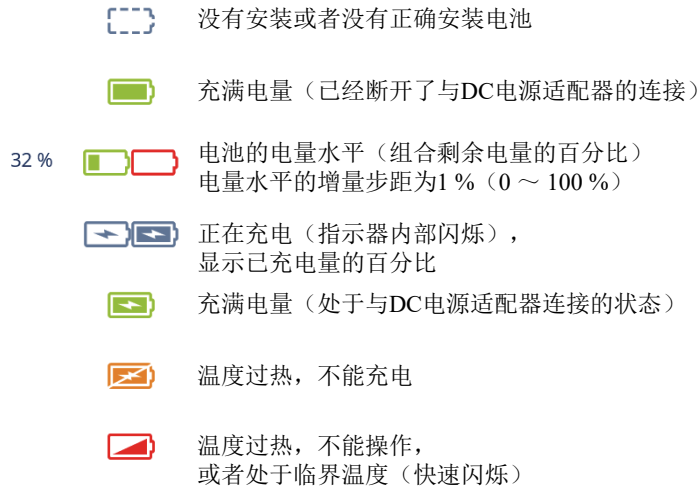 没有安装或者没有正确安装电池
充满电量（已经断开了与DC电源适配器的连接）
32 %
电池的电量水平（组合剩余电量的百分比）
电量水平的增量步距为1 %（0 ～ 100 %）
正在充电（指示器内部闪烁），
显示已充电量的百分比
充满电量（处于与DC电源适配器连接的状态）
温度过热，不能充电
温度过热，不能操作，
或者处于临界温度（快速闪烁）